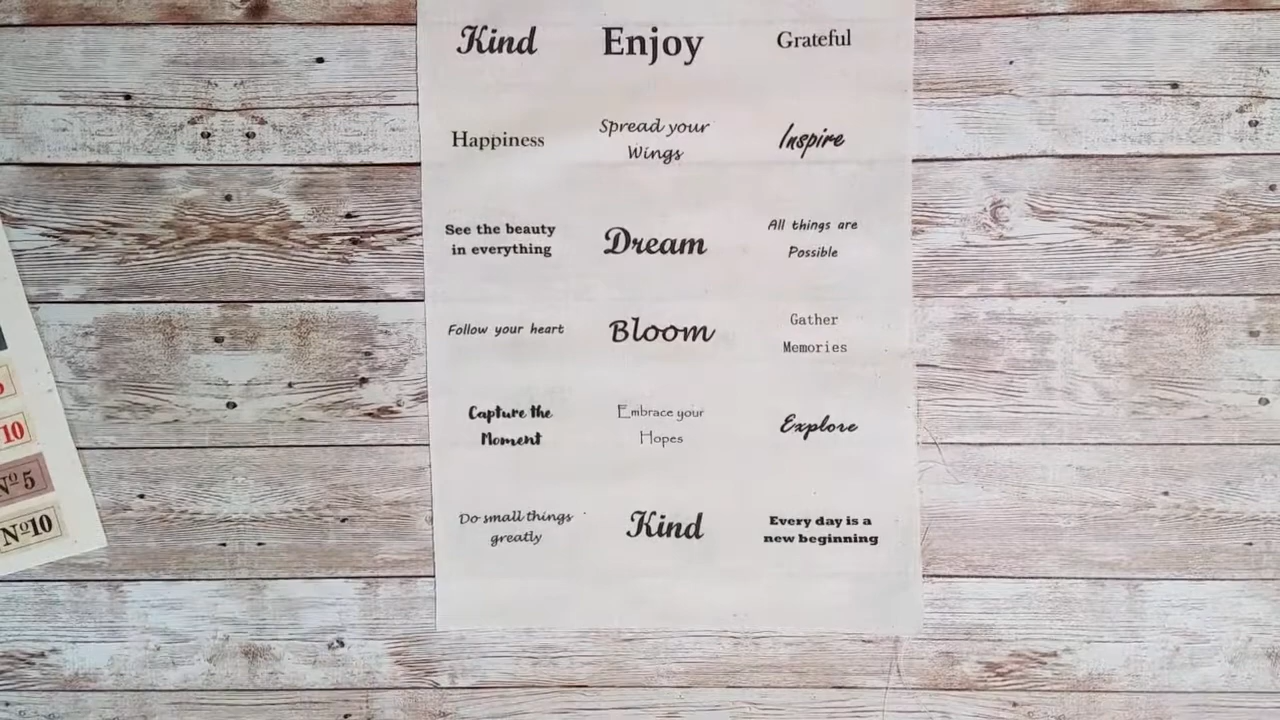 Kind
Enjoy
Grateful
Happiness
Spread your
Wings
Inspire
See the beauty
in everything
Dream
All things are
Possible
Follow your heart
Bloom
Gather
Memories
Capture the
Moment
Embrace your
Hopes
Explore
Do small things
greatly
Kind
Every day is a
new beginning
10
Nº 5
Nº10